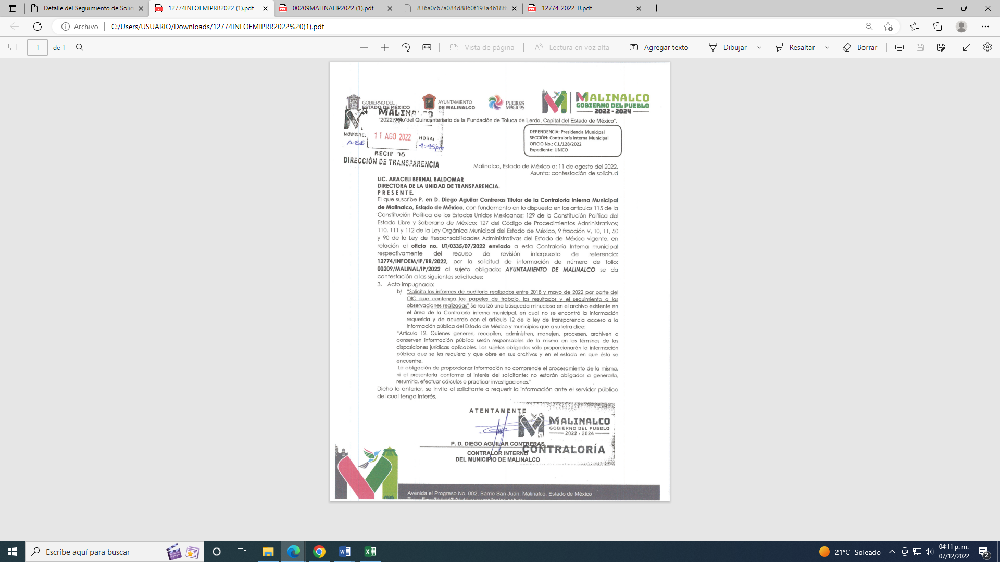 Detalle del Seguimiento de Solic
12774INFOEMIPRR2022 (1).pdf
00209MALINALIP2022 (1).pdf
836a0c67a084d8860f193a4618f
12774_2022_IJ.pdf
Archivo
C:/Users/USUARIO/Downloads/12774INFOEMIPRR2022%20(1).pdf
1 de 1
Vista de página
Lectura en voz alta
Agregar texto
Dibujar
Resaltar
Borrar
GOBIERNO DEL
ESTADO DE MÉXICO
AYUNTAMIENTO
DE MALINALCO
PUEBLOS
MÁGICOS
MALINALCO
GOBIERNO DEL PUEBLO
2022 - 2024
MALINALCO
"2022. Año del Quincentenario de la Fundación de Toluca de Lerdo, Capital del Estado de México".
NOMBRE:
A.BB
11 AGO 2022
HORA:
4:45pm
RECIBIDO
DIRECCIÓN DE TRANSPARENCIA
DEPENDENCIA: Presidencia Municipal
SECCIÓN: Contraloría Interna Municipal
OFICIO No.: C.I./128/2022
Expediente: UNICO
Malinalco, Estado de México a; 11 de agosto del 2022.
Asunto: contestación de solicitud
LIC. ARACELI BERNAL BALDOMAR
DIRECTORA DE LA UNIDAD DE TRANSPARENCIA.
P R E S E N T E.
El que suscribe P. en D. Diego Aguilar Contreras Titular de la Contraloría Interna Municipal
de Malinalco, Estado de México, con fundamento en lo dispuesto en los artículos 115 de la
Constitución Política de los Estados Unidos Mexicanos; 129 de la Constitución Política del
Estado Libre y Soberano de México; 127 del Código de Procedimientos Administrativos;
110, 111 y 112 de la Ley Orgánica Municipal del Estado de México, 9 fracción V, 10, 11, 50
y 90 de la Ley de Responsabilidades Administrativas del Estado de México vigente, en
relación al oficio no. UT/0335/07/2022 enviado a esta Contraloría Interna municipal
respectivamente del recurso de revisión interpuesto de referencia:
12774/INFOEM/IP/RR/2022, por la solicitud de información de número de folio:
00209/MALINAL/IP/2022 al sujeto obligado: AYUNTAMIENTO DE MALINALCO se da
contestación a las siguientes solicitudes:
3. Acto impugnado:
b) "Solicito los informes de auditoria realizados entre 2018 y mayo de 2022 por parte del
OIC que contenga los papeles de trabajo, los resultados y el seguimiento a las
observaciones realizadas" Se realizó una búsqueda minuciosa en el archivo existente en
el área de la Contraloría interna municipal, en cual no se encontró la información
requerida y de acuerdo con el artículo 12 de la ley de transparencia acceso a la
información pública del Estado de México y municipios que a su letra dice:
"Artículo 12. Quienes generen, recopilen, administren, manejen, procesen, archiven o
conserven información pública serán responsables de la misma en los términos de las
disposiciones jurídicas aplicables. Los sujetos obligados sólo proporcionarán la información
pública que se les requiera y que obre en sus archivos y en el estado en que ésta se
encuentre.
La obligación de proporcionar información no comprende el procesamiento de la misma,
ni el presentarla conforme al interés del solicitante; no estarán obligados a generarla,
resumirla, efectuar cálculos o practicar investigaciones."
Dicho lo anterior, se invita al solicitante a requerir la información ante el servidor público
del cual tenga interés.
A T E N T A M E N T E
MALINALCO
GOBIERNO DEL PUEBLO
2022 - 2024
CONTRALORÍA
P. D. DIEGO AGUILAR CONTRERAS
CONTRALOR INTERNO
DEL MUNICIPIO DE MALINALCO
Avenida el Progreso No. 002, Barrio San Juan, Malinalco, Estado de México
Escribe aquí para buscar
21°C Soleado
04:11 p. m.
07/12/2022
2